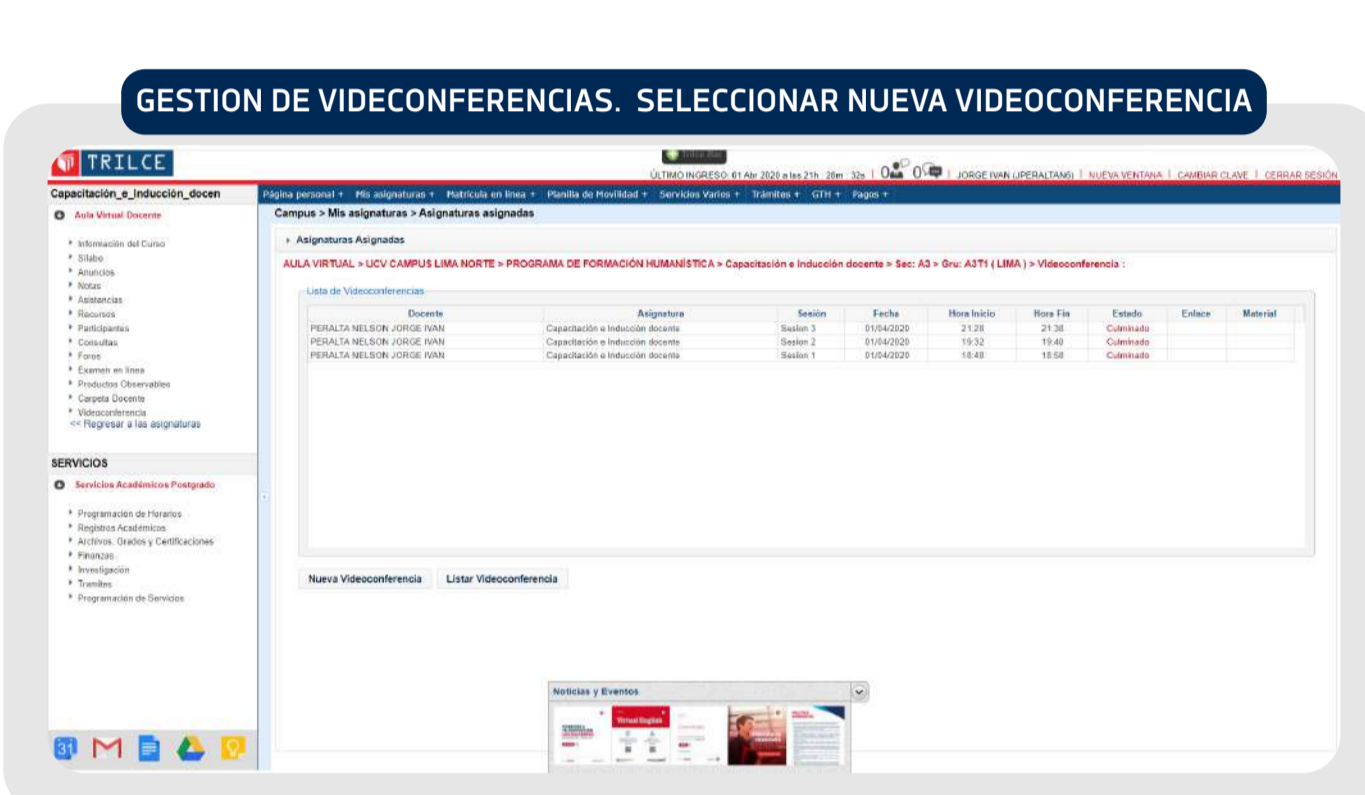 GESTION DE VIDECONFERENCIAS. SELECCIONAR NUEVA VIDEOCONFERENCIA
TRILCE
ÚLTIMO INGRESO: 01 Abr 2020 a las 21h 26m 32s | 0 0 | JORGE IVAN (JPERALTAN6) | NUEVA VENTANA | CAMBIAR CLAVE | CERRAR SESIÓN
Capacitación_e_Inducción_docen
Página personal + Mis asignaturas + Matrícula en línea + Planilla de Movilidad + Servicios Varios + Trámites + GTH + Pagos +
Aula Virtual Docente
Información del Curso
Sílabo
Anuncios
Notas
Asistencias
Recursos
Participantes
Consultas
Foros
Examen en línea
Productos Observables
Carpeta Docente
Videoconferencia
<< Regresar a las asignaturas
SERVICIOS
Servicios Académicos Postgrado
Programación de Horarios
Registros Académicos
Archivos, Grados y Certificaciones
Finanzas
Investigación
Tramites
Programación de Servicios
31
Campus > Mis asignaturas > Asignaturas asignadas
Asignaturas Asignadas
AULA VIRTUAL > UCV CAMPUS LIMA NORTE > PROGRAMA DE FORMACIÓN HUMANÍSTICA > Capacitación e Inducción docente > Sec: A3 > Gru: A3T1 ( LIMA ) > Videoconferencia :
Lista de Videoconferencias
Docente Asignatura Sesión Fecha Hora Inicio Hora Fin Estado Enlace Material
PERALTA NELSON JORGE IVAN Capacitación e Inducción docente Sesion 3 01/04/2020 21:28 21:38 Culminado
PERALTA NELSON JORGE IVAN Capacitación e Inducción docente Sesion 2 01/04/2020 19:32 19:40 Culminado
PERALTA NELSON JORGE IVAN Capacitación e Inducción docente Sesion 1 01/04/2020 18:48 18:58 Culminado
Nueva Videoconferencia Listar Videoconferencia
Noticias y Eventos
Virtual English